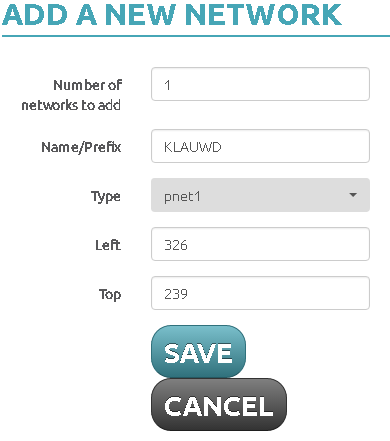 ADD A NEW NETWORK
Number of
networks to add
1
Name/Prefix
KLAUWD
Type
pnet1
Left
326
Top
239
SAVE
CANCEL